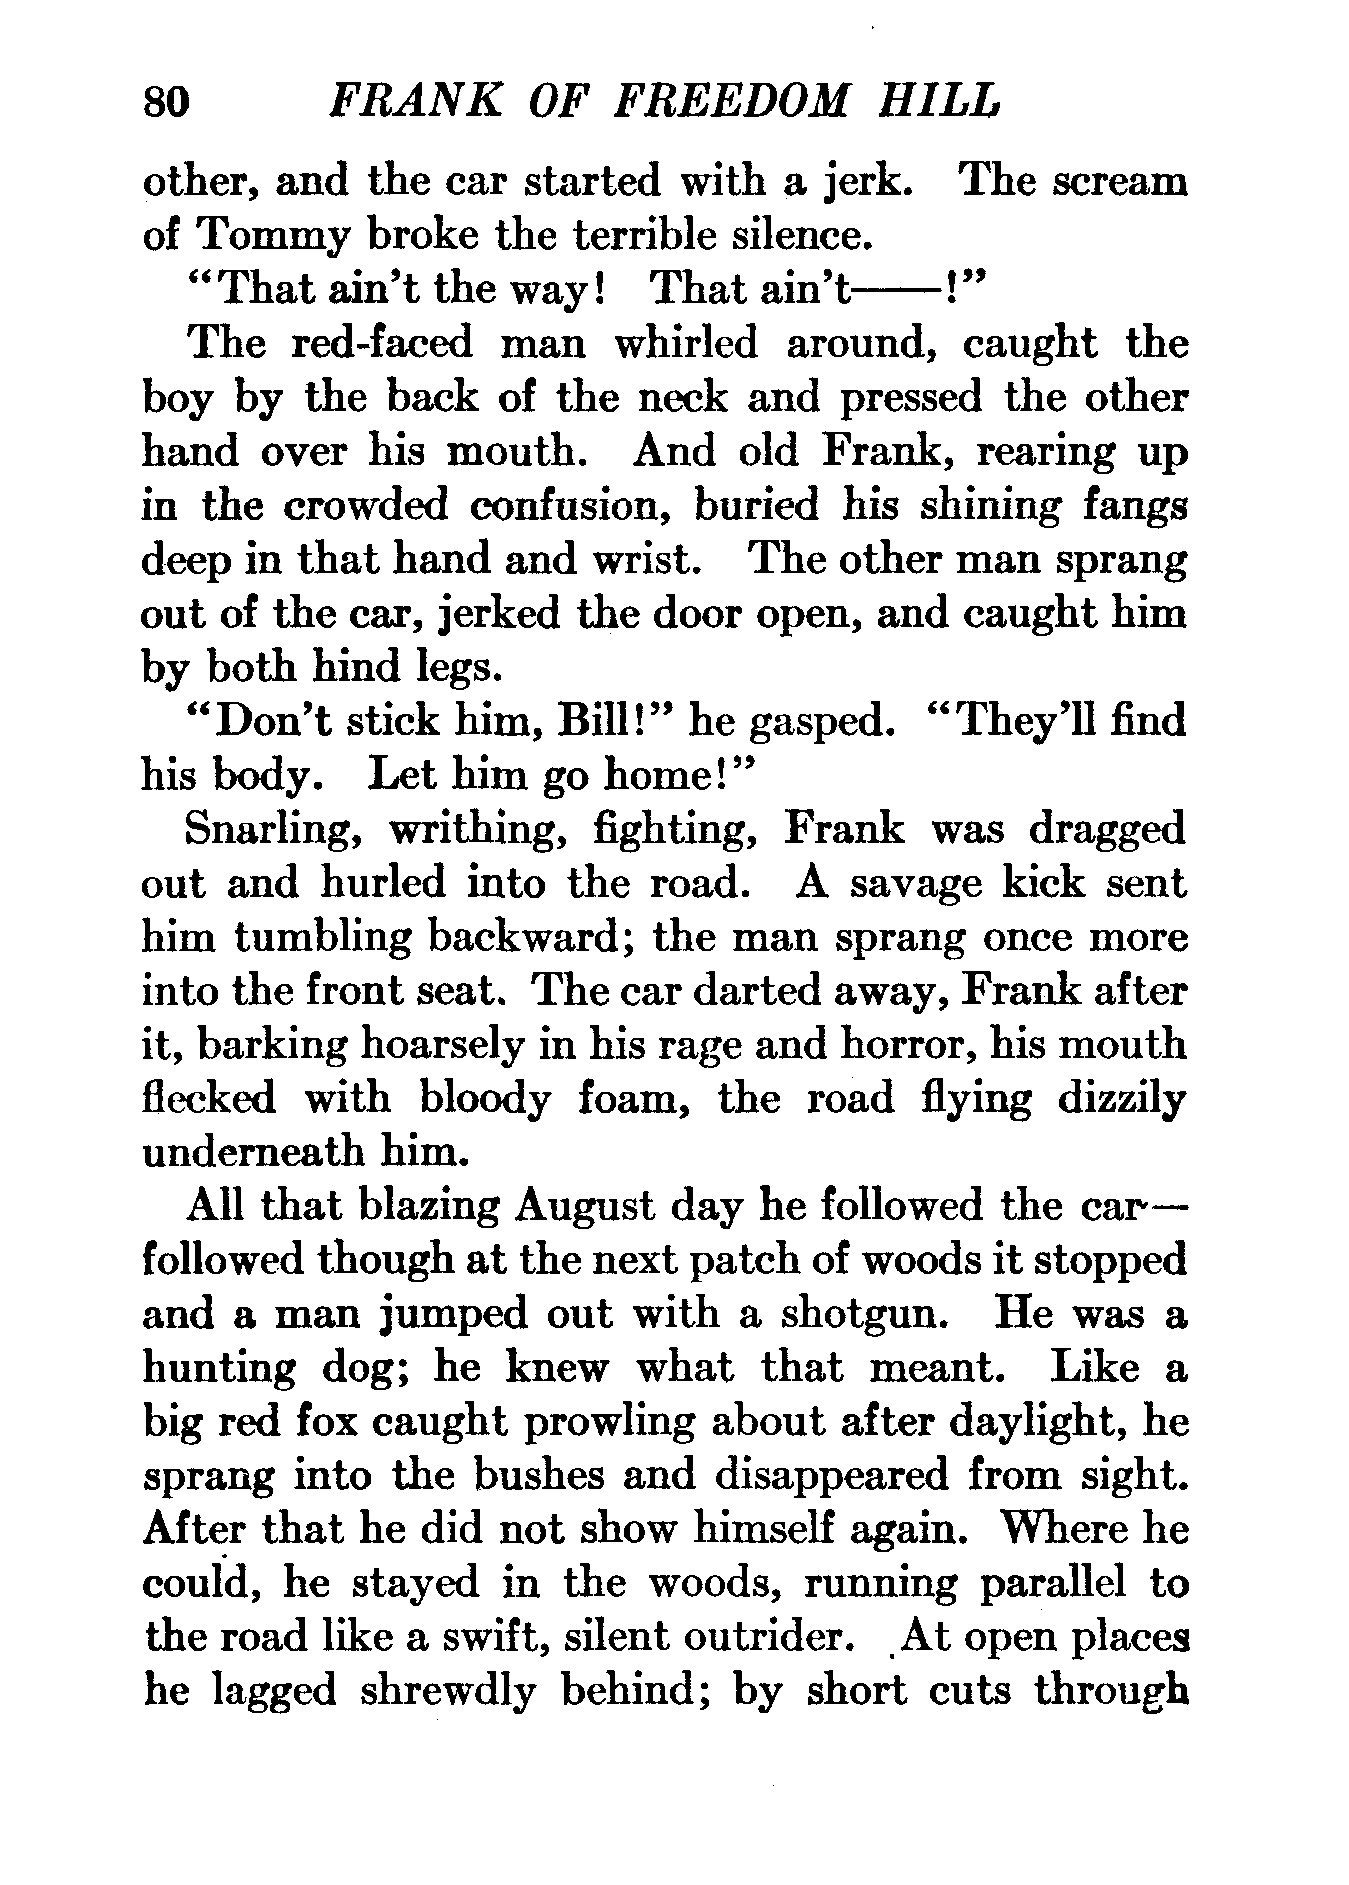 80 FRANK OF FREEDOM HILL
other, and the car started with a jerk. The scream
of Tommy broke the terrible silence.
“That ain’t the way! That ain’t——!”
The red-faced man whirled around, caught the
boy by the back of the neck and pressed the other
hand over his mouth. And old Frank, rearing up
in the crowded confusion, buried his shining fangs
deep in that hand and wrist. The other man sprang
out of the car, jerked the door open, and caught him
by both hind legs.
“Don’t stick him, Bill!” he gasped. “They’ll find
his body. Let him go home!”
Snarling, writhing, fighting, Frank was dragged
out and hurled into the road. A savage kick sent
him tumbling backward; the man sprang once more
into the front seat. The car darted away, Frank after
it, barking hoarsely in his rage and horror, his mouth
flecked with bloody foam, the road flying dizzily
underneath him.
All that blazing August day he followed the car—
followed though at the next patch of woods it stopped
and a man jumped out with a shotgun. He was a
hunting dog; he knew what that meant. Like a
big red fox caught prowling about after daylight, he
sprang into the bushes and disappeared from sight.
After that he did not show himself again. Where he
could, he stayed in the woods, running parallel to
the road like a swift, silent outrider. At open places
he lagged shrewdly behind; by short cuts through